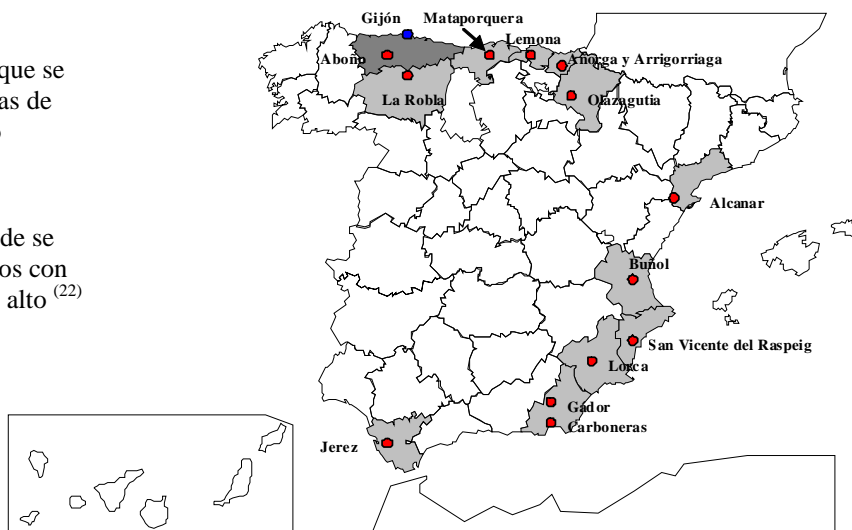 que se
as de
de se
os con
alto (22)
Gijón
Mataporquera
Lemona
Aboño
Añorga y Arrigorriaga
La Robla
Olazagutia
Alcanar
Buñol
San Vicente del Raspeig
Lorca
Gador
Carboneras
Jerez